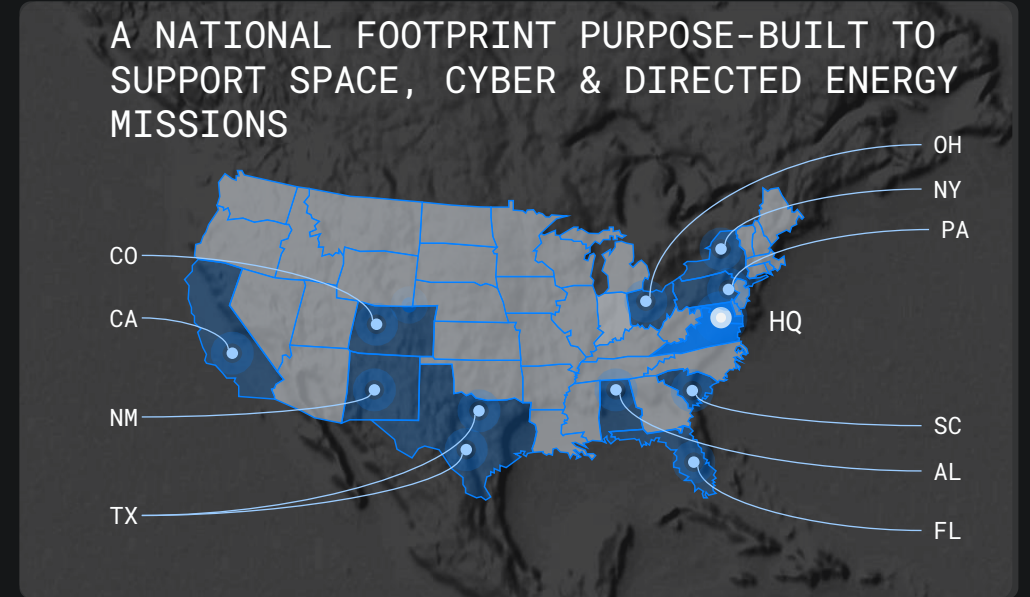 A NATIONAL FOOTPRINT PURPOSE-BUILT TO
SUPPORT SPACE, CYBER & DIRECTED ENERGY
MISSIONS
OH
NY
PA
CO
CA
HQ
NM
SC
AL
TX
FL